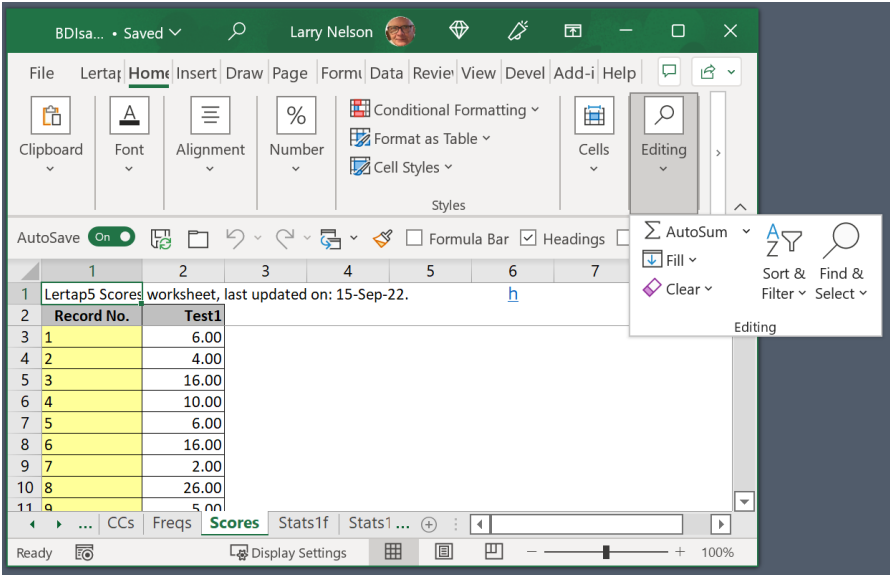 BDIsa... • Saved Larry Nelson
File Lertap Home Insert Draw Page Formu Data Review View Devel Add-i Help
Clipboard Font Alignment Number Conditional Formatting Format as Table Cell Styles Styles Cells Editing
AutoSave On Formula Bar Headings
AutoSum
Fill
Clear
Sort & Filter
Find & Select
Editing
1 2 3 4 5 6 7
1 Lertap5 Scores worksheet, last updated on: 15-Sep-22. h
2 Record No. Test1
3 1 6.00
4 2 4.00
5 3 16.00
6 4 10.00
7 5 6.00
8 6 16.00
9 7 2.00
10 8 26.00
11 9 5.00
... CCs Freqs Scores Stats1f Stats1 ...
Ready Display Settings 100%